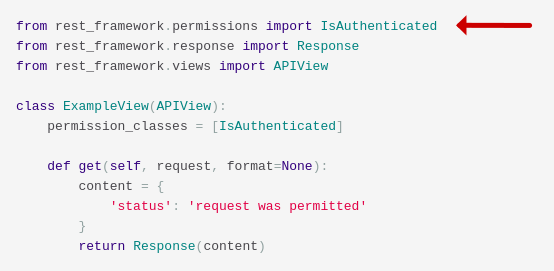 from rest_framework.permissions import IsAuthenticated
from rest_framework.response import Response
from rest_framework.views import APIView
class ExampleView(APIView):
permission_classes = [IsAuthenticated]
def get(self, request, format=None):
content = {
'status': 'request was permitted'
}
return Response(content)